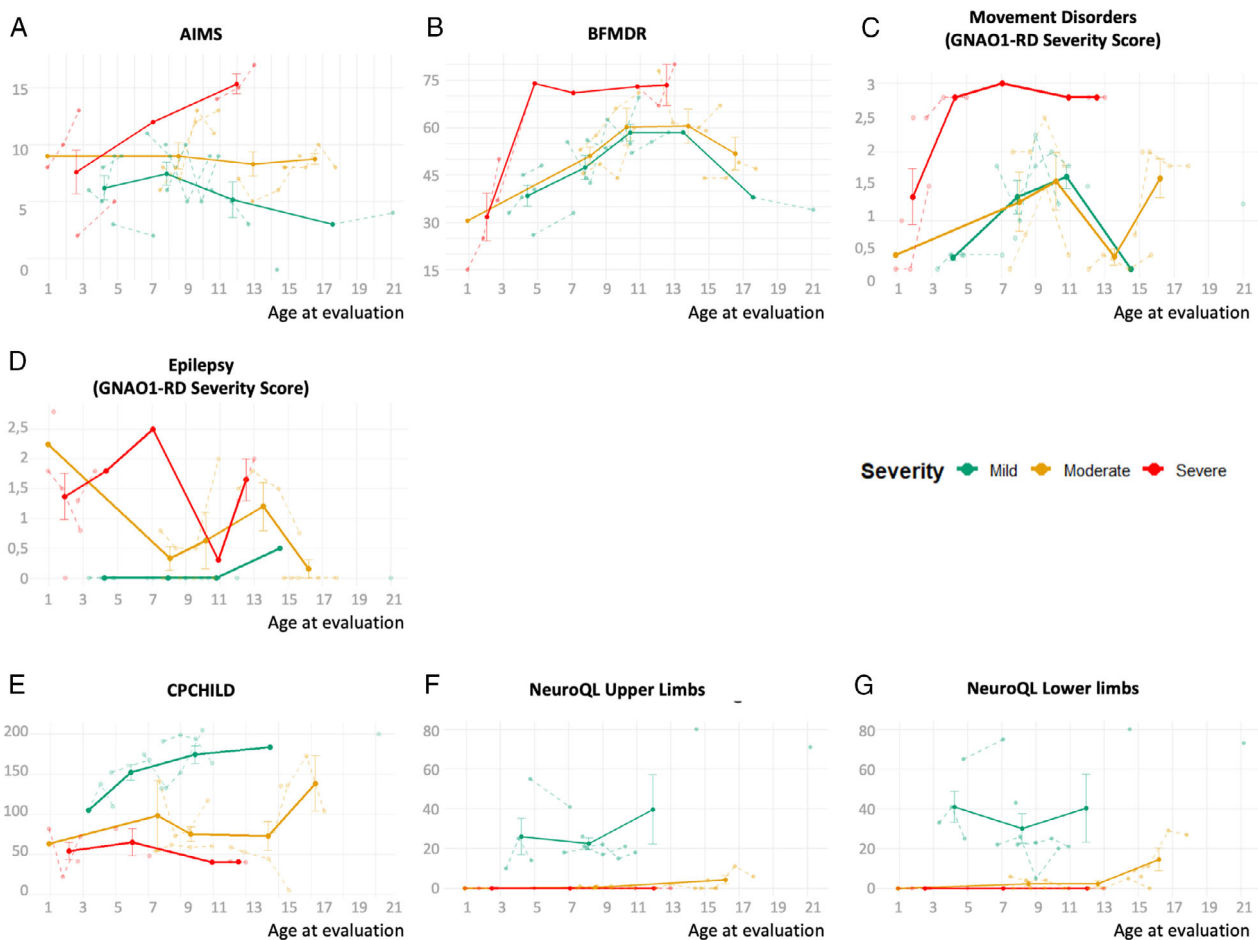 A
AIMS
15
10
5
0
1 3 5 7 9 11 13 15 17 19 21
Age at evaluation
B
BFMDR
75
60
45
30
15
1 3 5 7 9 11 13 15 17 19 21
Age at evaluation
C
Movement Disorders
(GNAO1-RD Severity Score)
3
2,5
2
1,5
1
0,5
0
1 3 5 7 9 11 13 15 17 19 21
Age at evaluation
D
Epilepsy
(GNAO1-RD Severity Score)
2,5
2
1,5
1
0,5
0
1 3 5 7 9 11 13 15 17 19 21
Age at evaluation
Severity Mild Moderate Severe
E
CPCHILD
200
150
100
50
0
1 3 5 7 9 11 13 15 17 19 21
Age at evaluation
F
NeuroQL Upper Limbs
80
60
40
20
0
1 3 5 7 9 11 13 15 17 19 21
Age at evaluation
G
NeuroQL Lower limbs
80
60
40
20
0
1 3 5 7 9 11 13 15 17 19 21
Age at evaluation